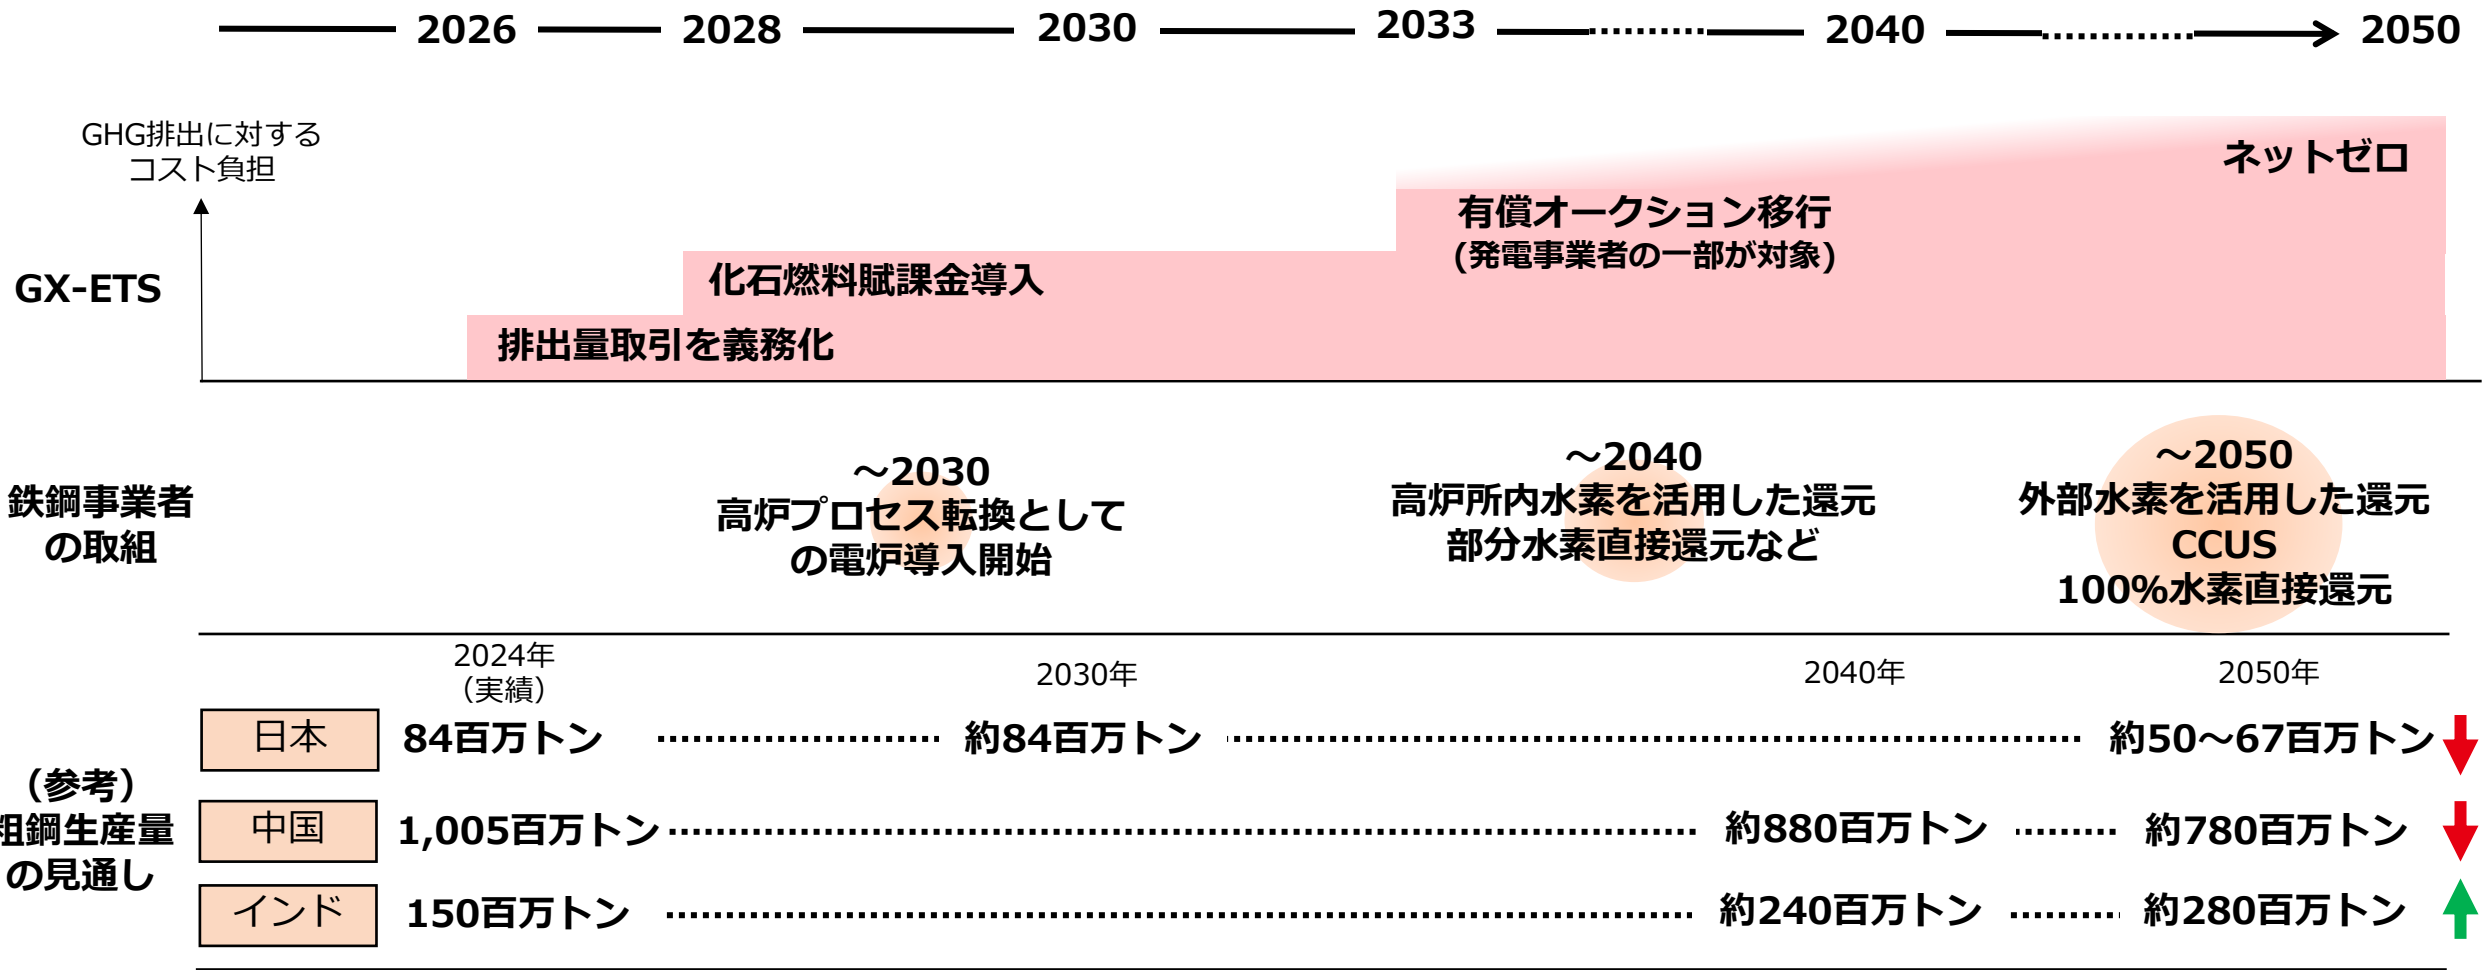 2026 2028 2030 2033 2040 2050
GHG排出に対する
コスト負担
GX-ETS
ネットゼロ
有償オークション移行
(発電事業者の一部が対象)
化石燃料賦課金導入
排出量取引を義務化
鉄鋼事業者
の取組
～2030
高炉プロセス転換として
の電炉導入開始
～2040
高炉所内水素を活用した還元
部分水素直接還元など
～2050
外部水素を活用した還元
CCUS
100%水素直接還元
（参考）
粗鋼生産量
の見通し
2024年
（実績）
2030年
2040年
2050年
日本 84百万トン 約84百万トン 約50～67百万トン
中国 1,005百万トン 約880百万トン 約780百万トン
インド 150百万トン 約240百万トン 約280百万トン